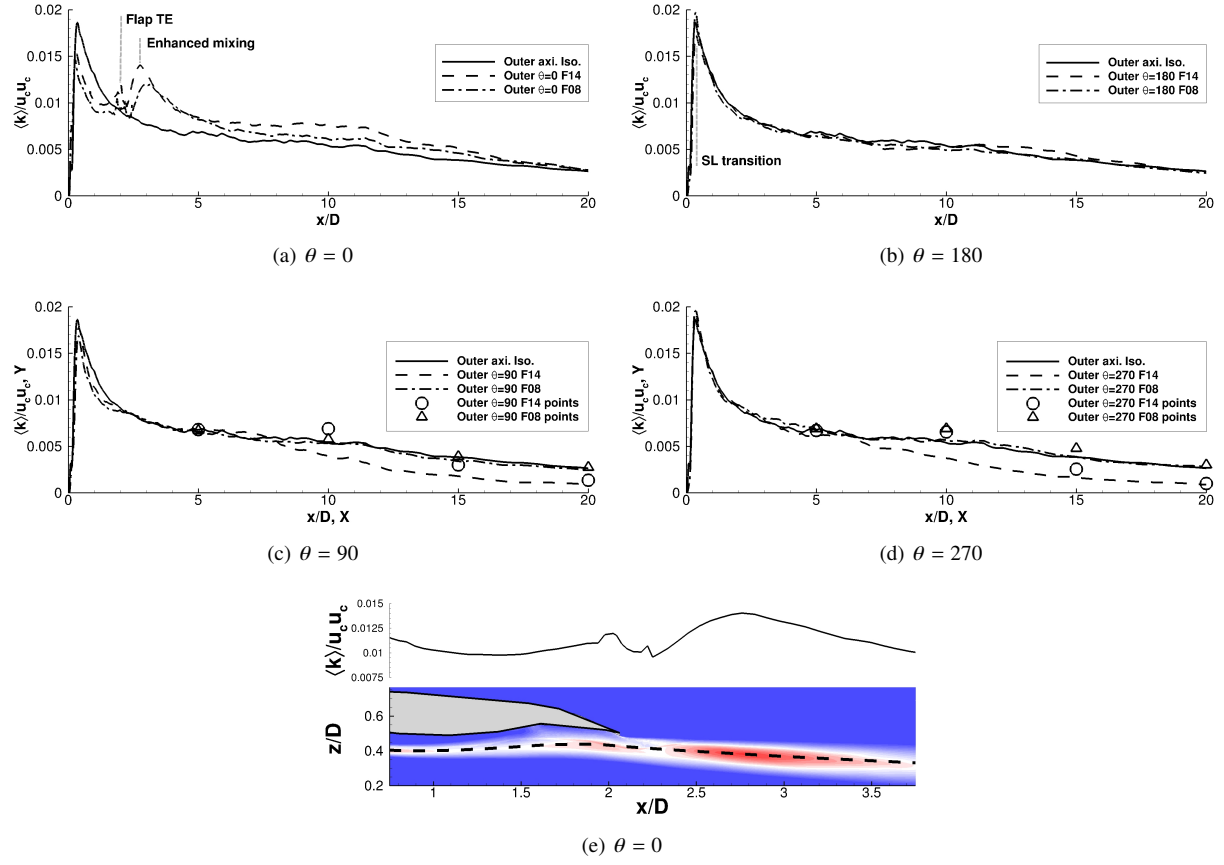 Flap TE
Enhanced mixing
Outer axi. Iso.
Outer θ=0 F14
Outer θ=0 F08
⟨k⟩/u_c u_c
0.02
0.015
0.01
0.005
0
0 5 10 15 20
x/D
(a) θ = 0
SL transition
Outer axi. Iso.
Outer θ=180 F14
Outer θ=180 F08
⟨k⟩/u_c u_c
0.02
0.015
0.01
0.005
0
0 5 10 15 20
x/D
(b) θ = 180
Outer axi. Iso.
Outer θ=90 F14
Outer θ=90 F08
Outer θ=90 F14 points
Outer θ=90 F08 points
⟨k⟩/u_c u_c, Y
0.02
0.015
0.01
0.005
0
0 5 10 15 20
x/D, X
(c) θ = 90
Outer axi. Iso.
Outer θ=270 F14
Outer θ=270 F08
Outer θ=270 F14 points
Outer θ=270 F08 points
⟨k⟩/u_c u_c, Y
0.02
0.015
0.01
0.005
0
0 5 10 15 20
x/D, X
(d) θ = 270
⟨k⟩/u_c u_c
0.015
0.0125
0.01
0.0075
z/D
0.6
0.4
0.2
1 1.5 2 2.5 3 3.5
x/D
(e) θ = 0